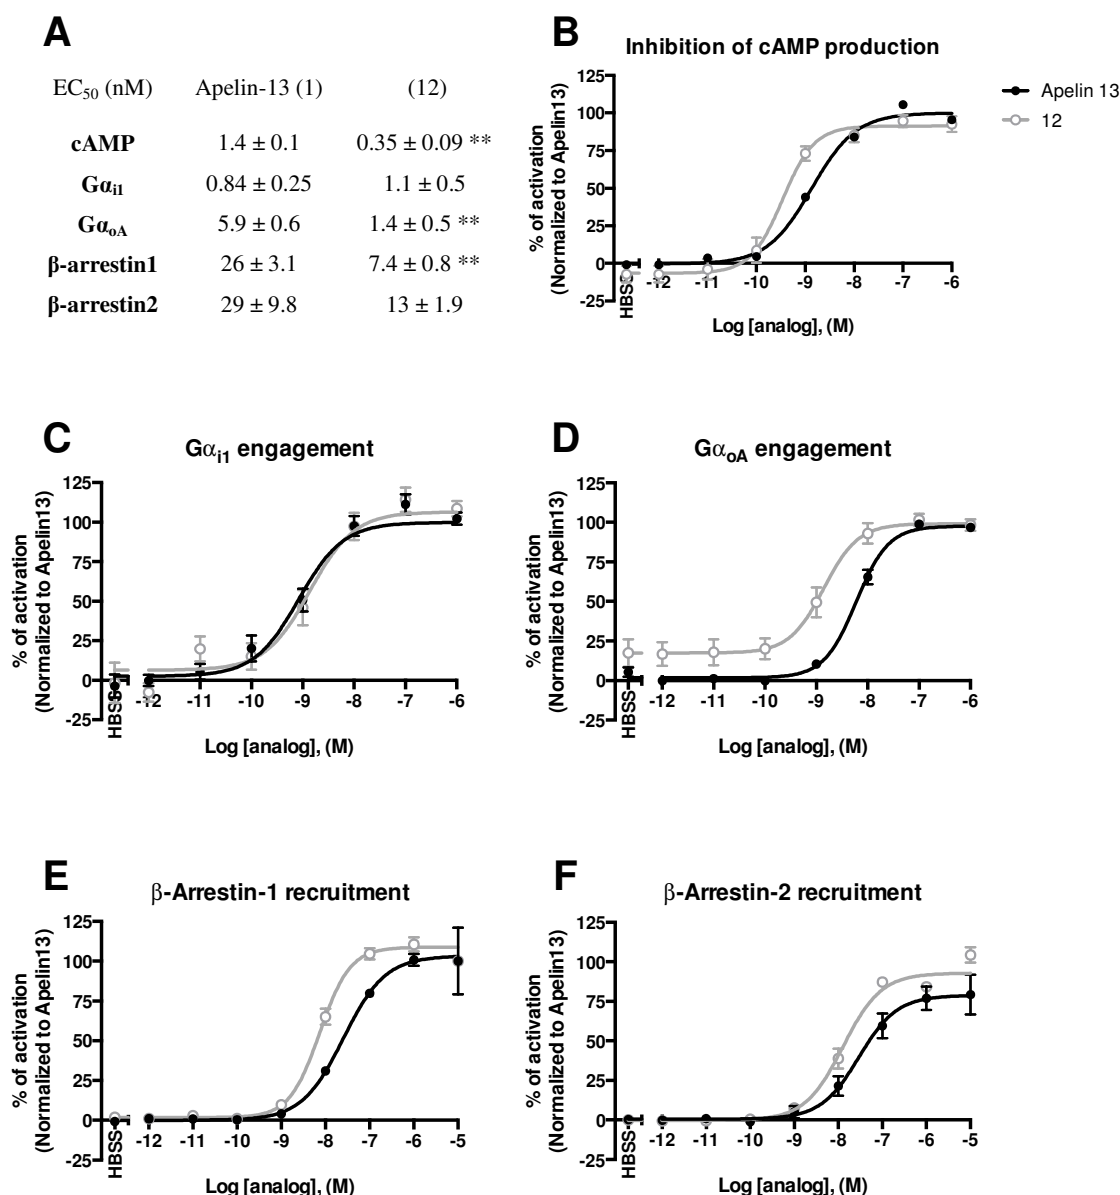 A
EC50 (nM) Apelin-13 (1) (12)
cAMP 1.4 ± 0.1 0.35 ± 0.09 **
Gαi1 0.84 ± 0.25 1.1 ± 0.5
GαoA 5.9 ± 0.6 1.4 ± 0.5 **
β-arrestin1 26 ± 3.1 7.4 ± 0.8 **
β-arrestin2 29 ± 9.8 13 ± 1.9
B
Inhibition of cAMP production
% of activation
(Normalized to Apelin13)
125
100
75
50
25
0
-25
HBSS
-12 -11 -10 -9 -8 -7 -6
Log [analog], (M)
Apelin 13
12
C
Gαi1 engagement
% of activation
(Normalized to Apelin13)
125
100
75
50
25
0
-25
HBSS
-12 -11 -10 -9 -8 -7 -6
Log [analog], (M)
D
GαoA engagement
% of activation
(Normalized to Apelin13)
125
100
75
50
25
0
-25
HBSS
-12 -11 -10 -9 -8 -7 -6
Log [analog], (M)
E
β-Arrestin-1 recruitment
% of activation
(Normalized to Apelin13)
125
100
75
50
25
0
-25
HBSS
-12 -11 -10 -9 -8 -7 -6 -5
Log [analog], (M)
F
β-Arrestin-2 recruitment
% of activation
(Normalized to Apelin13)
125
100
75
50
25
0
-25
HBSS
-12 -11 -10 -9 -8 -7 -6 -5
Log [analog], (M)